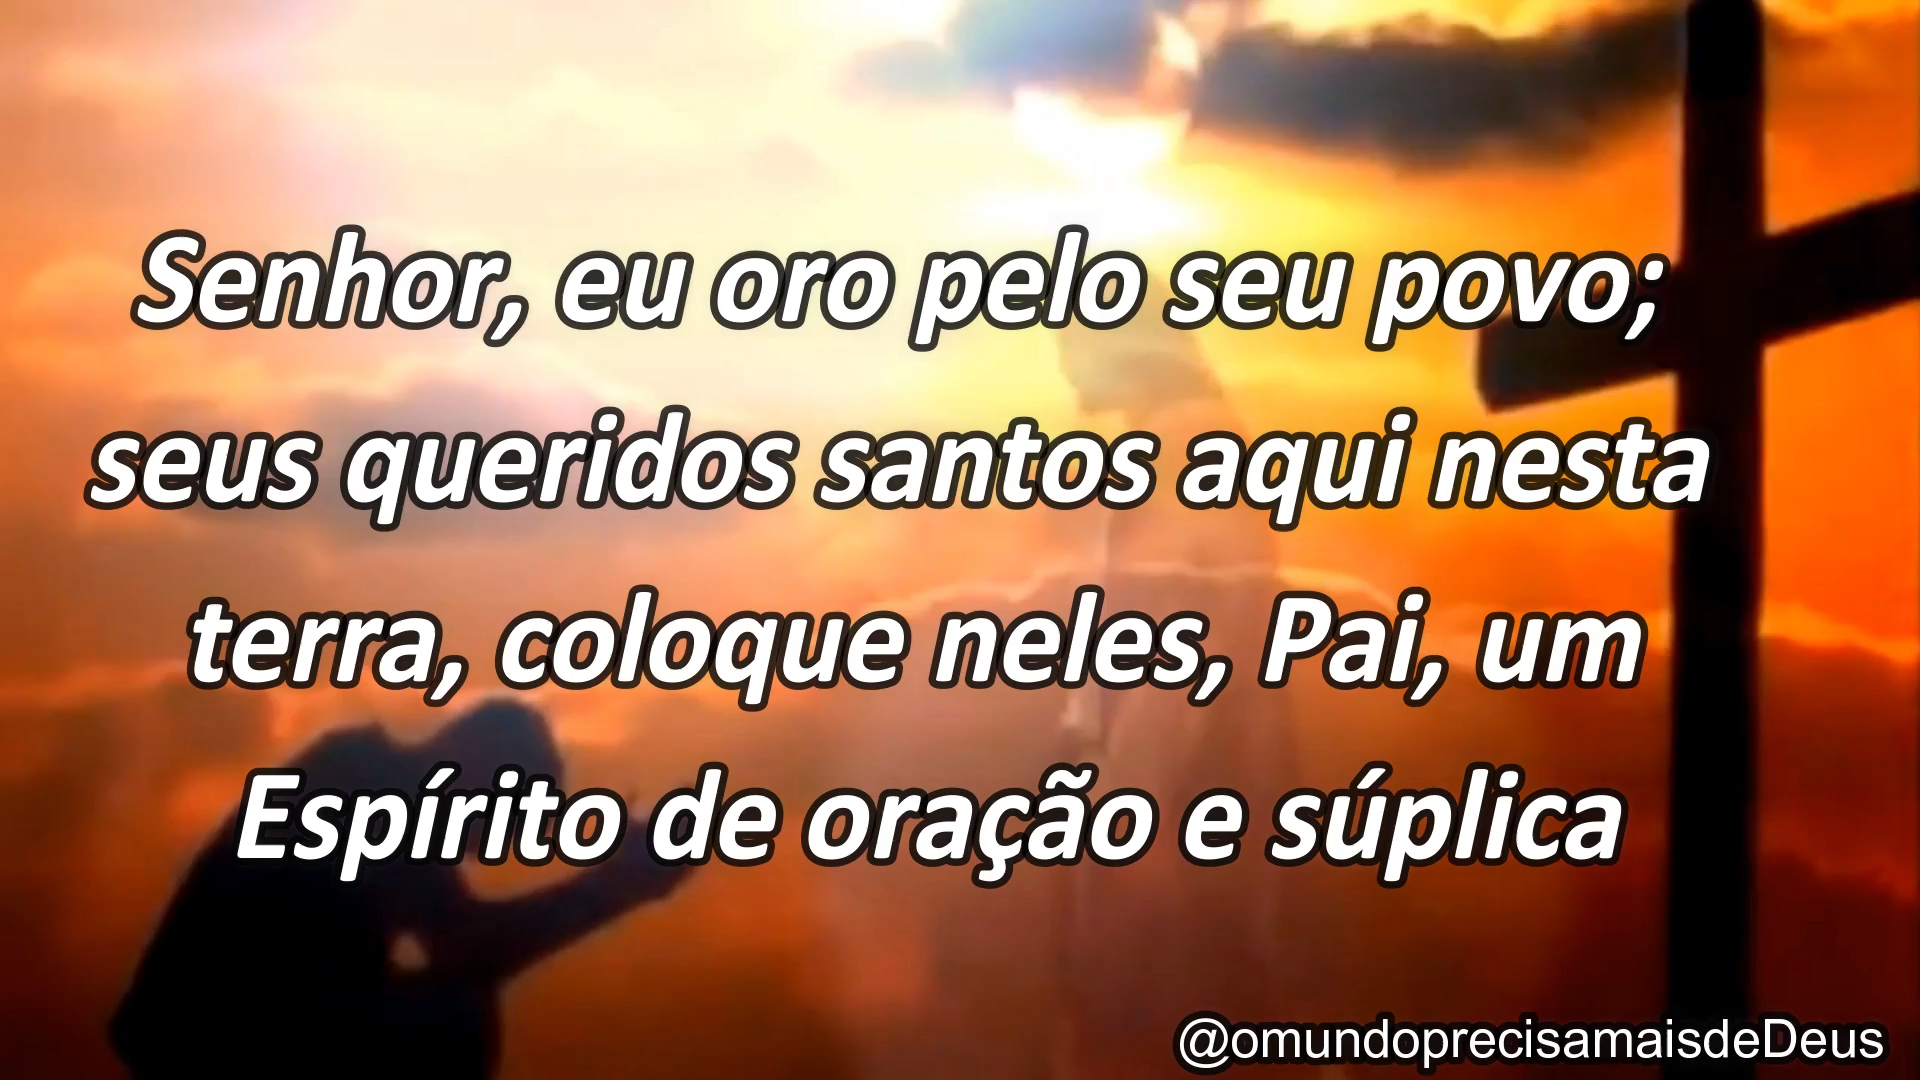 Senhor, eu oro pelo seu povo;
seus queridos santos aqui nesta
terra, coloque neles, Pai, um
Espírito de oração e súplica
@omundoprecisamaisdeDeus